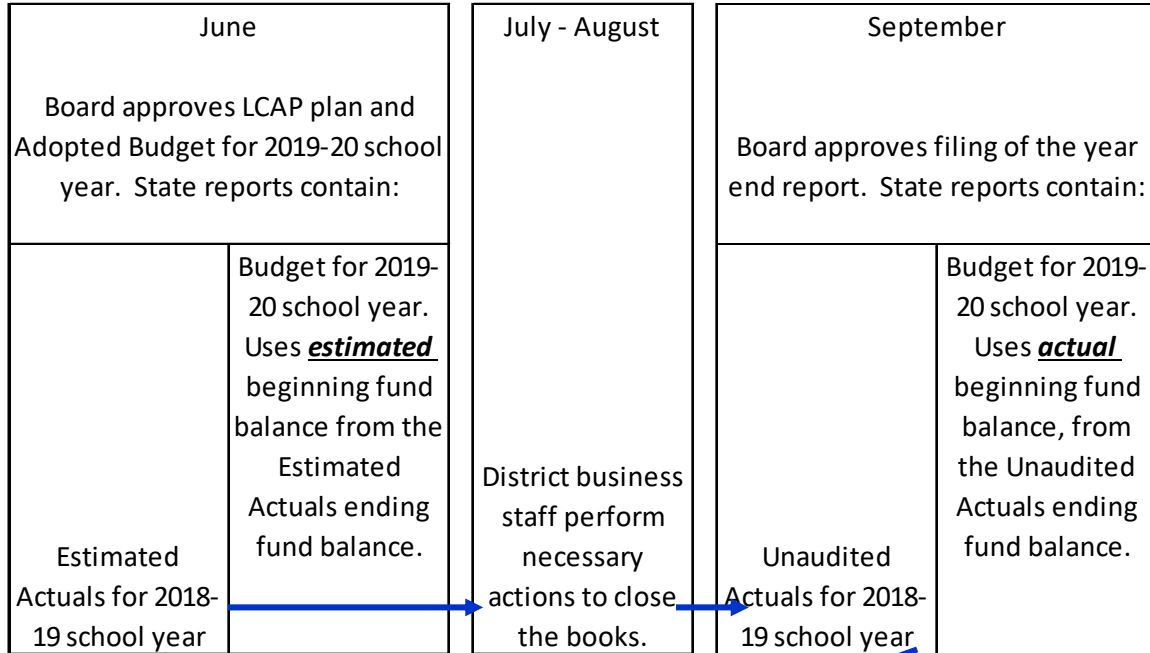 June
Board approves LCAP plan and
Adopted Budget for 2019-20 school
year. State reports contain:
Estimated
Actuals for 2018-
19 school year
Budget for 2019-
20 school year.
Uses estimated
beginning fund
balance from the
Estimated
Actuals ending
fund balance.
July - August
District business
staff perform
necessary
actions to close
the books.
September
Board approves filing of the year
end report. State reports contain:
Unaudited
Actuals for 2018-
19 school year
Budget for 2019-
20 school year.
Uses actual
beginning fund
balance, from
the Unaudited
Actuals ending
fund balance.